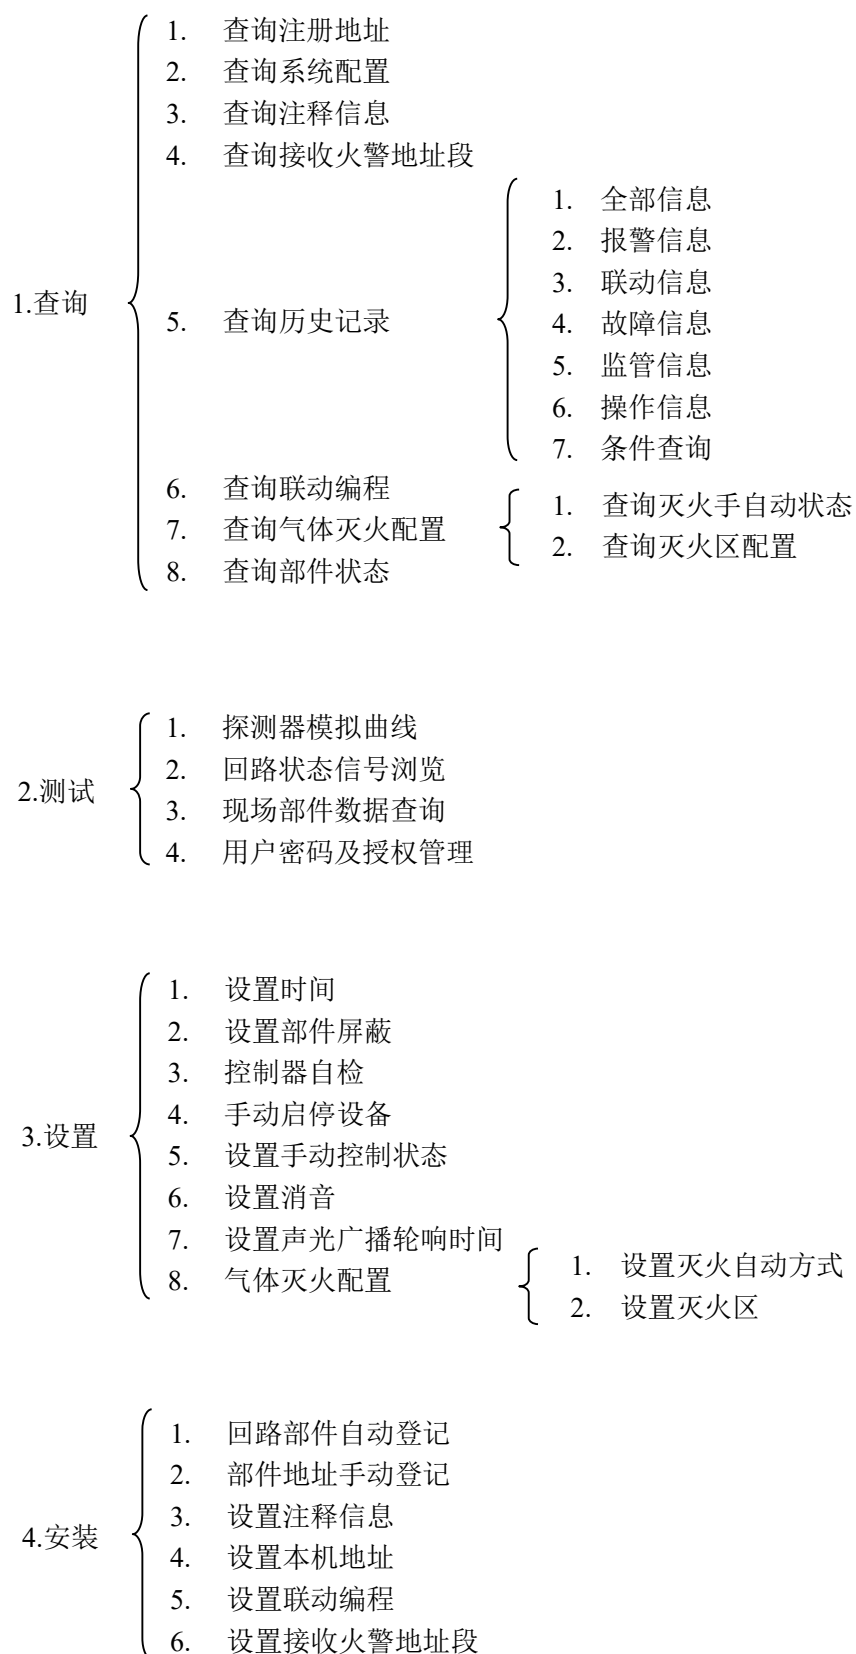 1.查询
1. 查询注册地址
2. 查询系统配置
3. 查询注释信息
4. 查询接收火警地址段
5. 查询历史记录
1. 全部信息
2. 报警信息
3. 联动信息
4. 故障信息
5. 监管信息
6. 操作信息
7. 条件查询
6. 查询联动编程
7. 查询气体灭火配置
1. 查询灭火手自动状态
2. 查询灭火区配置
8. 查询部件状态
2.测试
1. 探测器模拟曲线
2. 回路状态信号浏览
3. 现场部件数据查询
4. 用户密码及授权管理
3.设置
1. 设置时间
2. 设置部件屏蔽
3. 控制器自检
4. 手动启停设备
5. 设置手动控制状态
6. 设置消音
7. 设置声光广播轮响时间
8. 气体灭火配置
1. 设置灭火自动方式
2. 设置灭火区
4.安装
1. 回路部件自动登记
2. 部件地址手动登记
3. 设置注释信息
4. 设置本机地址
5. 设置联动编程
6. 设置接收火警地址段